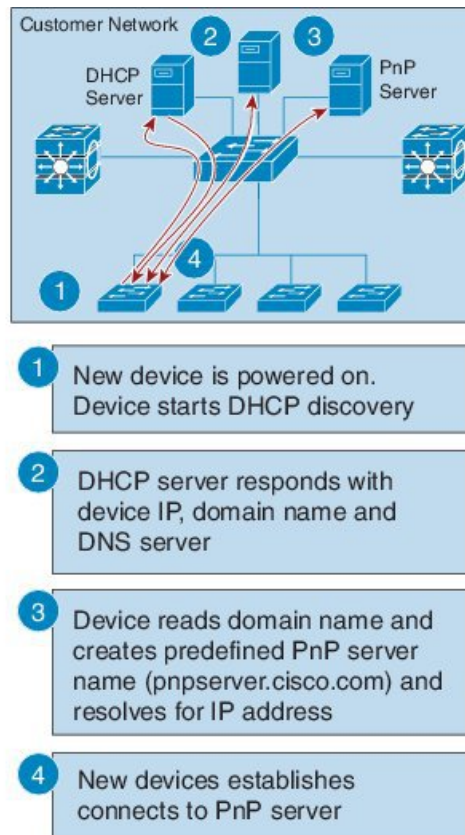 Customer Network
2
3
DHCP
Server
PnP
Server
4
1
1
New device is powered on.
Device starts DHCP discovery
2
DHCP server responds with
device IP, domain name and
DNS server
3
Device reads domain name and
creates predefined PnP server
name (pnpserver.cisco.com) and
resolves for IP address
4
New devices establishes
connects to PnP server